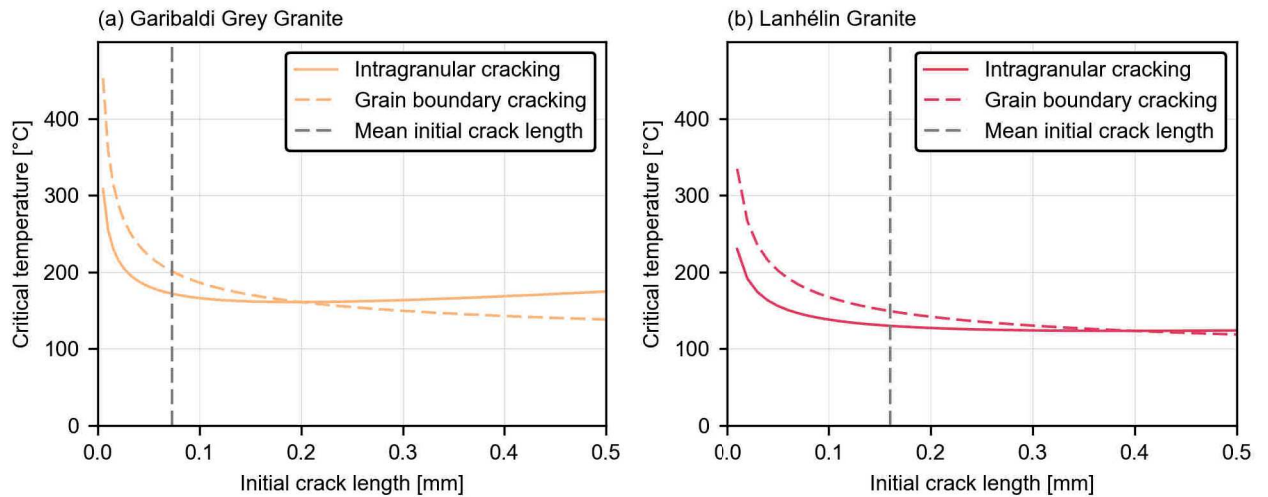 (a) Garibaldi Grey Granite
Intragranular cracking
Grain boundary cracking
Mean initial crack length
Critical temperature [°C]
400
300
200
100
0
0.0 0.1 0.2 0.3 0.4 0.5
Initial crack length [mm]
(b) Lanhélin Granite
Intragranular cracking
Grain boundary cracking
Mean initial crack length
Critical temperature [°C]
400
300
200
100
0
0.0 0.1 0.2 0.3 0.4 0.5
Initial crack length [mm]